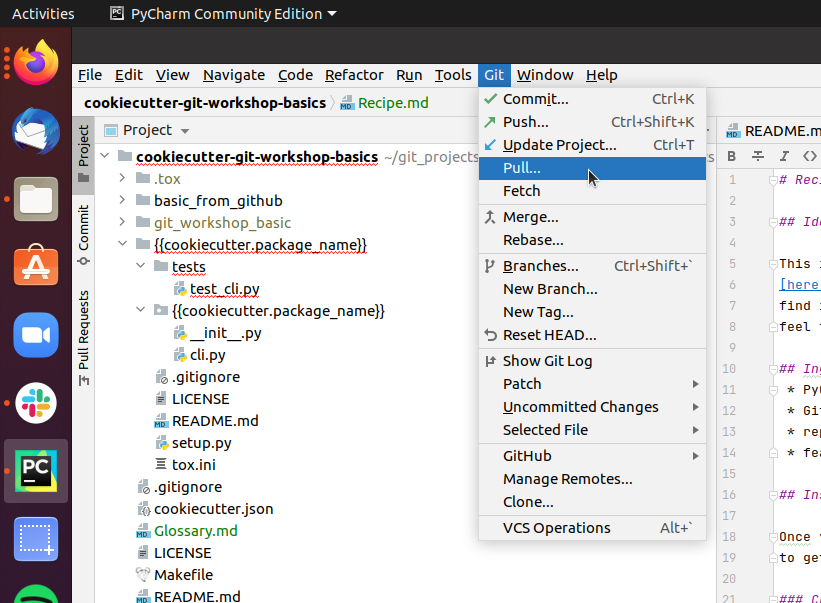 Activities
PyCharm Community Edition
File Edit View Navigate Code Refactor Run Tools Git Window Help
cookiecutter-git-workshop-basics Recipe.md
Project
Commit
Pull Requests
Project
cookiecutter-git-workshop-basics ~/git_projects
.tox
basic_from_github
git_workshop_basic
{{cookiecutter.package_name}}
tests
test_cli.py
{{cookiecutter.package_name}}
__init__.py
cli.py
.gitignore
LICENSE
README.md
setup.py
tox.ini
.gitignore
cookiecutter.json
Glossary.md
LICENSE
Makefile
README.md
Commit... Ctrl+K
Push... Ctrl+Shift+K
Update Project... Ctrl+T
Pull...
Fetch
Merge...
Rebase...
Branches... Ctrl+Shift+`
New Branch...
New Tag...
Reset HEAD...
Show Git Log
Patch
Uncommitted Changes
Selected File
GitHub
Manage Remotes...
Clone...
VCS Operations Alt+`
README.m
B I <>
1 # Reci
2
3 ## Ide
4
5 This i
6 [here
7 find i
8 feel f
9
10 ## Ing
11 * PyC
12 * Git
13 * rep
14 * fea
15
16 ## Ins
17
18 Once y
19 to get
20
21 ### C